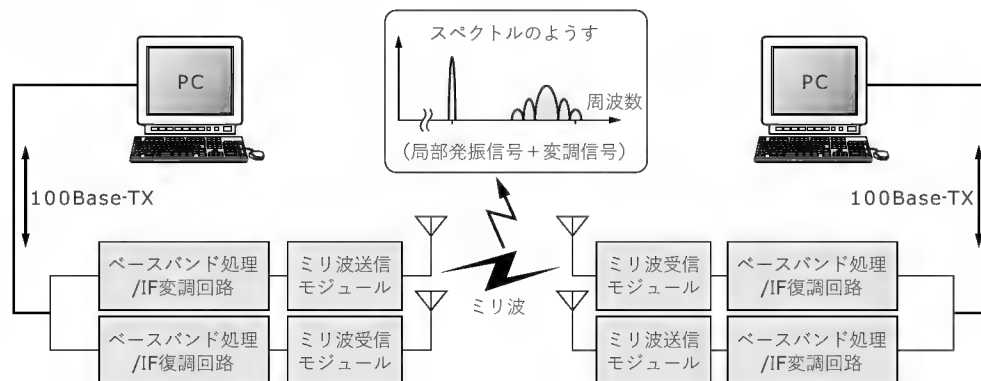 スペクトルのようす
周波数
(局部発振信号+変調信号)
PC
PC
100Base-TX
100Base-TX
ベースバンド処理
/IF変調回路
ミリ波送信
モジュール
ミリ波
ミリ波受信
モジュール
ベースバンド処理
/IF復調回路
ベースバンド処理
/IF復調回路
ミリ波受信
モジュール
ミリ波送信
モジュール
ベースバンド処理
/IF変調回路